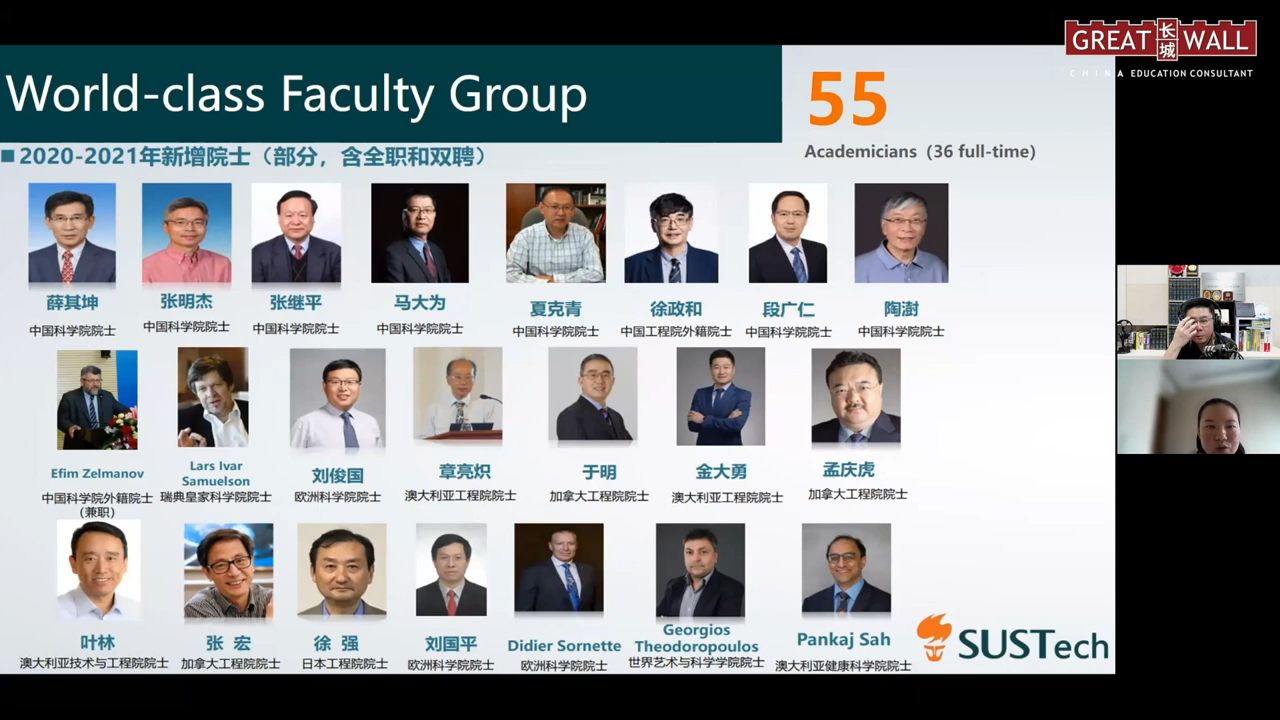 GREAT 长城 WALL
CHINA EDUCATION CONSULTANT
World-class Faculty Group
55
Academicians (36 full-time)
■2020-2021年新增院士（部分，含全职和双聘）
薛其坤 张明杰 张继平 马大为 夏克青 徐政和 段广仁 陶澍
中国科学院院士 中国科学院院士 中国科学院院士 中国科学院院士 中国科学院院士 中国工程院外籍院士 中国科学院院士 中国科学院院士
Efim Zelmanov Lars Ivar Samuelson 刘俊国 章亮炽 于明 金大勇 孟庆虎
中国科学院外籍院士（兼职） 瑞典皇家科学院院士 欧洲科学院院士 澳大利亚工程院院士 加拿大工程院院士 澳大利亚工程院院士 加拿大工程院院士
叶林 张 宏 徐 强 刘国平 Didier Sornette Georgios Theodoropoulos Pankaj Sah
澳大利亚技术与工程院院士 加拿大工程院院士 日本工程院院士 欧洲科学院院士 欧洲科学院院士 世界艺术与科学学院院士 澳大利亚健康科学院院士
SUSTech